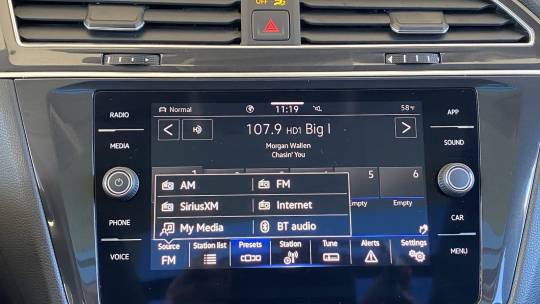 OFF
Normal 11:19 58°F
RADIO
APP
107.9 HD1 Big I
MEDIA
SOUND
Morgan Wallen
Chasin' You
5 6
AM FM
SiriusXM Internet
Empty Empty
My Media BT audio
PHONE
CAR
Source Station list Presets Station Tune Alerts Settings
FM
VOICE
MENU